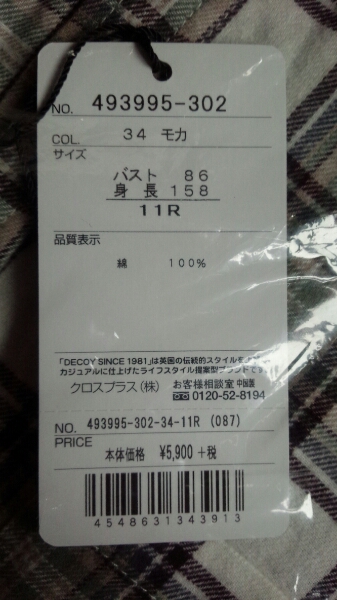 NO. 493995-302
COL. 34 モカ
サイズ
バスト 86
身長 158
11R
品質表示
綿 100%
「DECOY SINCE 1981」は英国の伝統的スタイルを
カジュアルに仕上げたライフスタイル提案型ブランドです
クロスプラス(株) お客様相談室 中国製
0120-52-8194
NO. 493995-302-34-11R (087)
PRICE
本体価格 ¥5,900 +税
4548631343913